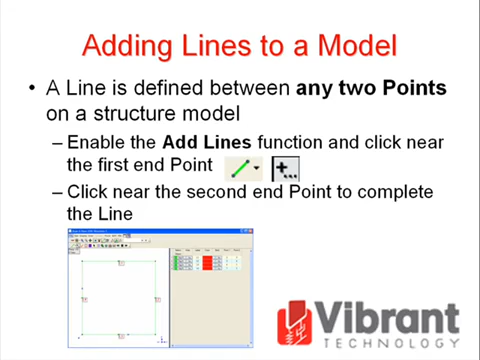 Adding Lines to a Model
• A Line is defined between any two Points
on a structure model
– Enable the Add Lines function and click near
the first end Point
– Click near the second end Point to complete
the Line
Vibrant
TECHNOLOGY